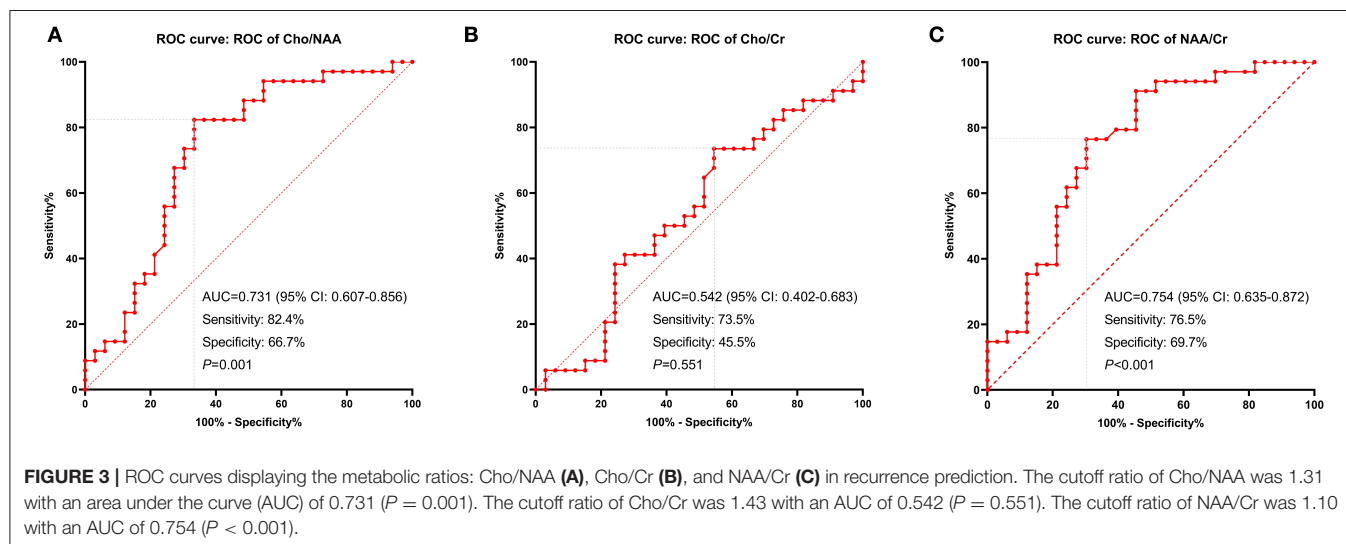 A
ROC curve: ROC of Cho/NAA
Sensitivity%
100
80
60
40
20
0
AUC=0.731 (95% CI: 0.607-0.856)
Sensitivity: 82.4%
Specificity: 66.7%
P=0.001
0 20 40 60 80 100
100% - Specificity%
B
ROC curve: ROC of Cho/Cr
Sensitivity%
100
80
60
40
20
0
AUC=0.542 (95% CI: 0.402-0.683)
Sensitivity: 73.5%
Specificity: 45.5%
P=0.551
0 20 40 60 80 100
100% - Specificity%
C
ROC curve: ROC of NAA/Cr
Sensitivity%
100
80
60
40
20
0
AUC=0.754 (95% CI: 0.635-0.872)
Sensitivity: 76.5%
Specificity: 69.7%
P<0.001
0 20 40 60 80 100
100% - Specificity%
FIGURE 3 | ROC curves displaying the metabolic ratios: Cho/NAA (A), Cho/Cr (B), and NAA/Cr (C) in recurrence prediction. The cutoff ratio of Cho/NAA was 1.31
with an area under the curve (AUC) of 0.731 (P = 0.001). The cutoff ratio of Cho/Cr was 1.43 with an AUC of 0.542 (P = 0.551). The cutoff ratio of NAA/Cr was 1.10
with an AUC of 0.754 (P < 0.001).